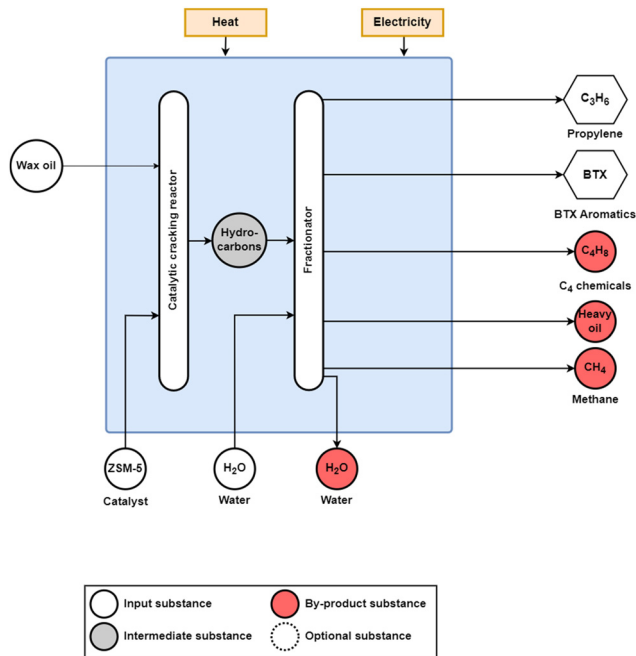 Heat
Electricity
C₃H₆
Propylene
Wax oil
Catalytic cracking reactor
Fractionator
BTX
BTX Aromatics
Hydro-
carbons
C₄H₈
C₄ chemicals
Heavy
oil
CH₄
Methane
ZSM-5
Catalyst
H₂O
Water
H₂O
Water
Input substance
By-product substance
Intermediate substance
Optional substance